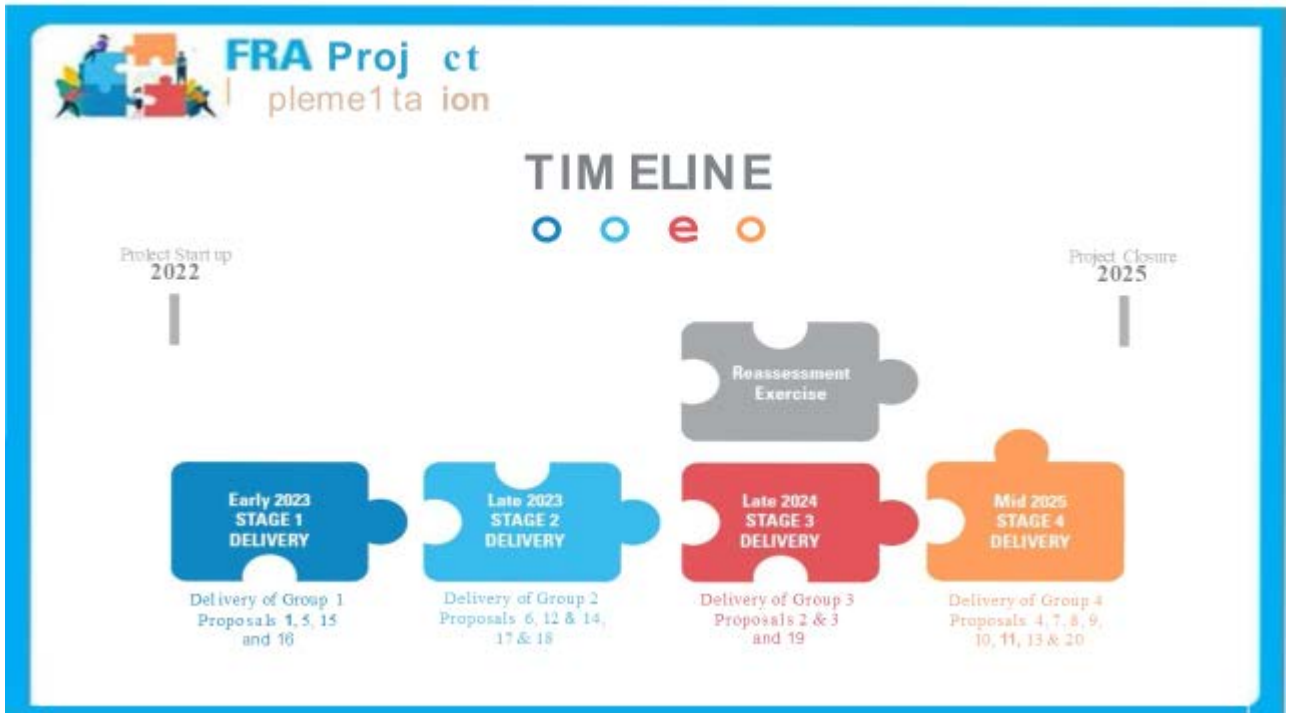 FRA Proj ct
pleme1 ta ion
TIM ELINE
o o e o
Prolect Start up
2022
Project Closure
2025
Reassessment
Exercise
Early 2023
STAGE 1
DELIVERY
Late 2023
STAGE 2
DELIVERY
Late 2024
STAGE 3
DELIVERY
Mid 2025
STAGE 4
DELIVERY
Delivery of Group 1
Proposals 1, 5, 15
and 16
Delivery of Group 2
Proposals 6, 12 & 14,
17 & 18
Delivery of Group 3
Proposals 2 & 3
and 19
Delivery of Group 4
Proposals 4, 7, 8, 9,
10, 11, 13 & 20